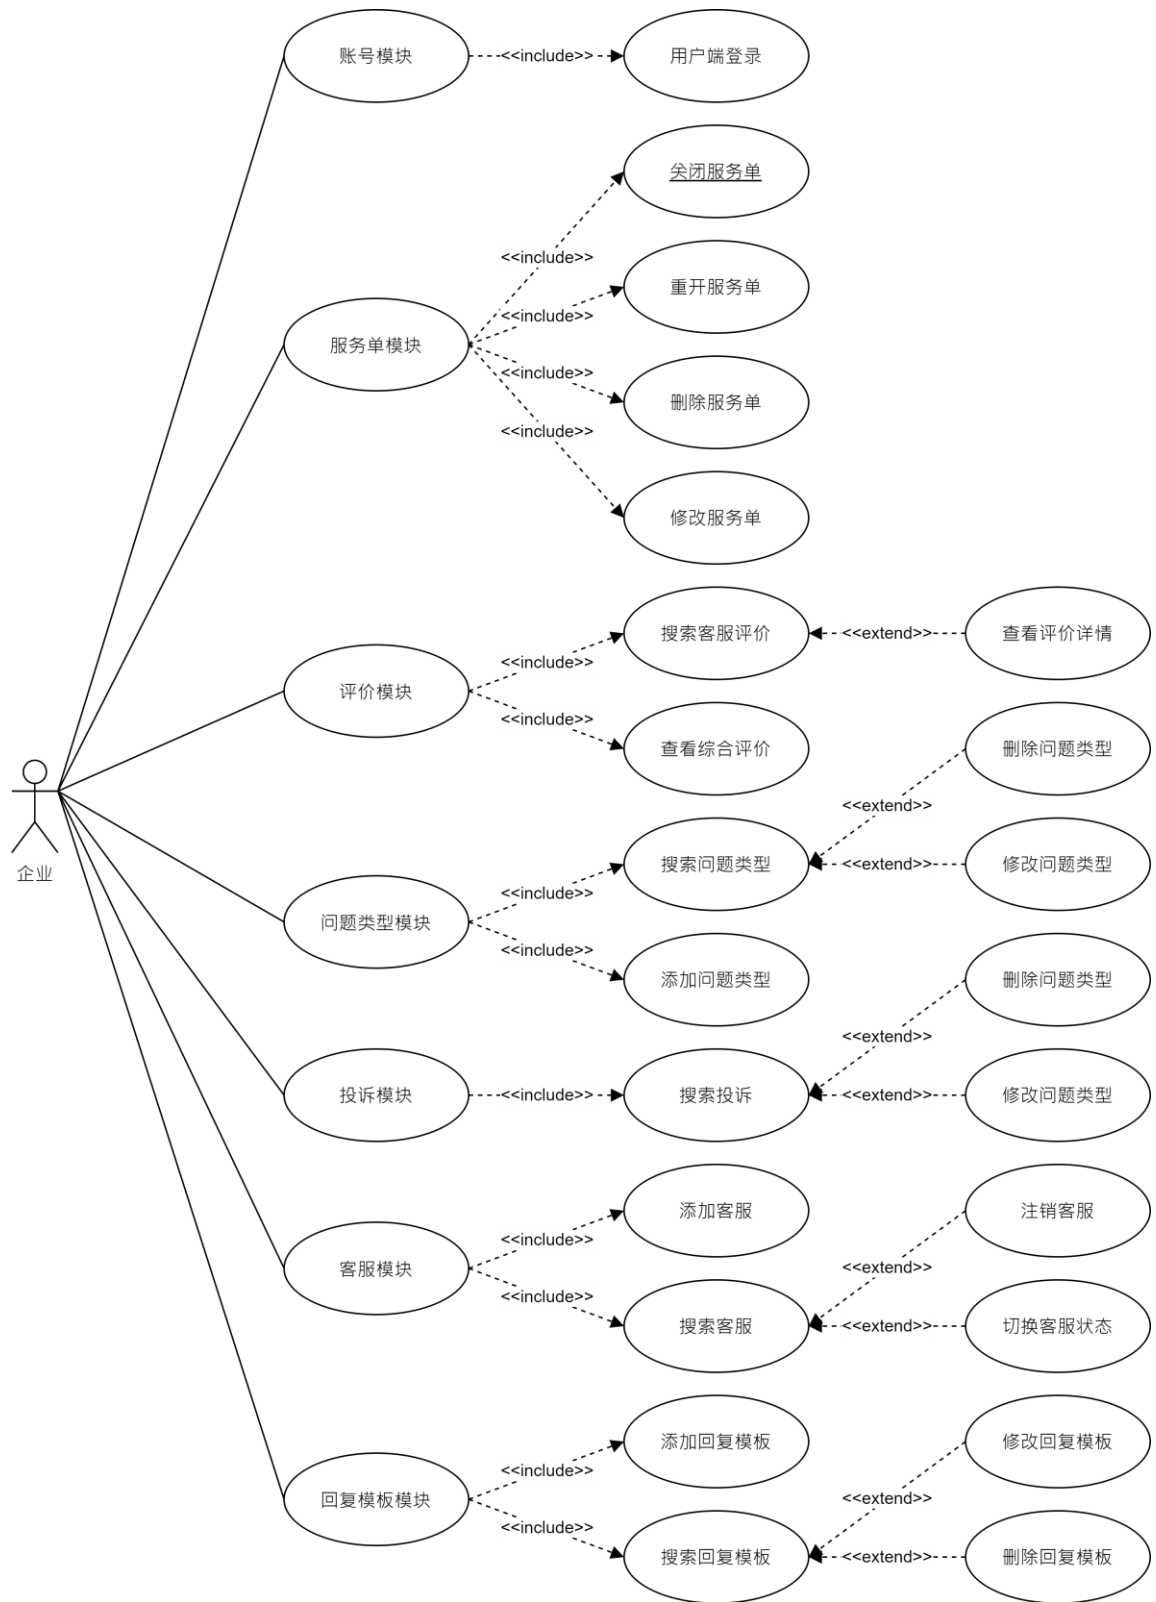 账号模块 <<include>> 用户端登录
关闭服务单
<<include>>
重开服务单
<<include>>
服务单模块
<<include>>
删除服务单
<<include>>
修改服务单
搜索客服评价 <<extend>> 查看评价详情
<<include>>
评价模块
<<include>>
查看综合评价
删除问题类型
<<extend>>
搜索问题类型 <<extend>> 修改问题类型
企业
<<include>>
问题类型模块
<<include>>
添加问题类型
删除问题类型
<<extend>>
投诉模块 <<include>> 搜索投诉 <<extend>> 修改问题类型
添加客服
注销客服
<<include>>
客服模块
<<extend>>
<<include>>
搜索客服 <<extend>> 切换客服状态
添加回复模板
修改回复模板
<<include>>
回复模板模块
<<extend>>
<<include>>
搜索回复模板 <<extend>> 删除回复模板